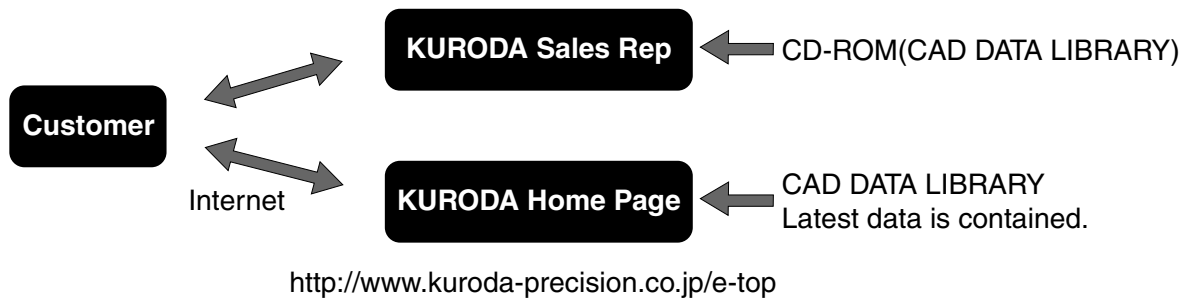 KURODA Sales Rep
CD-ROM(CAD DATA LIBRARY)
Customer
Internet
KURODA Home Page
CAD DATA LIBRARY
Latest data is contained.
http://www.kuroda-precision.co.jp/e-top